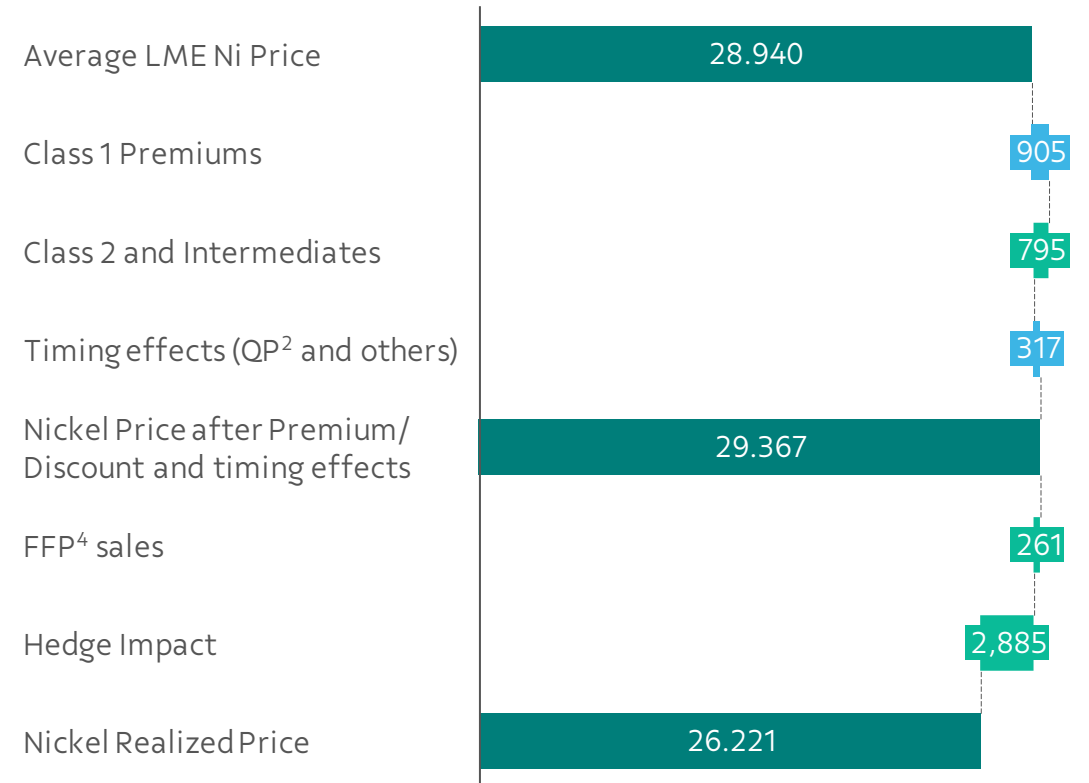 Average LME Ni Price 28.940
Class 1 Premiums 905
Class 2 and Intermediates 795
Timing effects (QP² and others) 317
Nickel Price after Premium/
Discount and timing effects 29.367
FFP⁴ sales 261
Hedge Impact 2,885
Nickel Realized Price 26.221